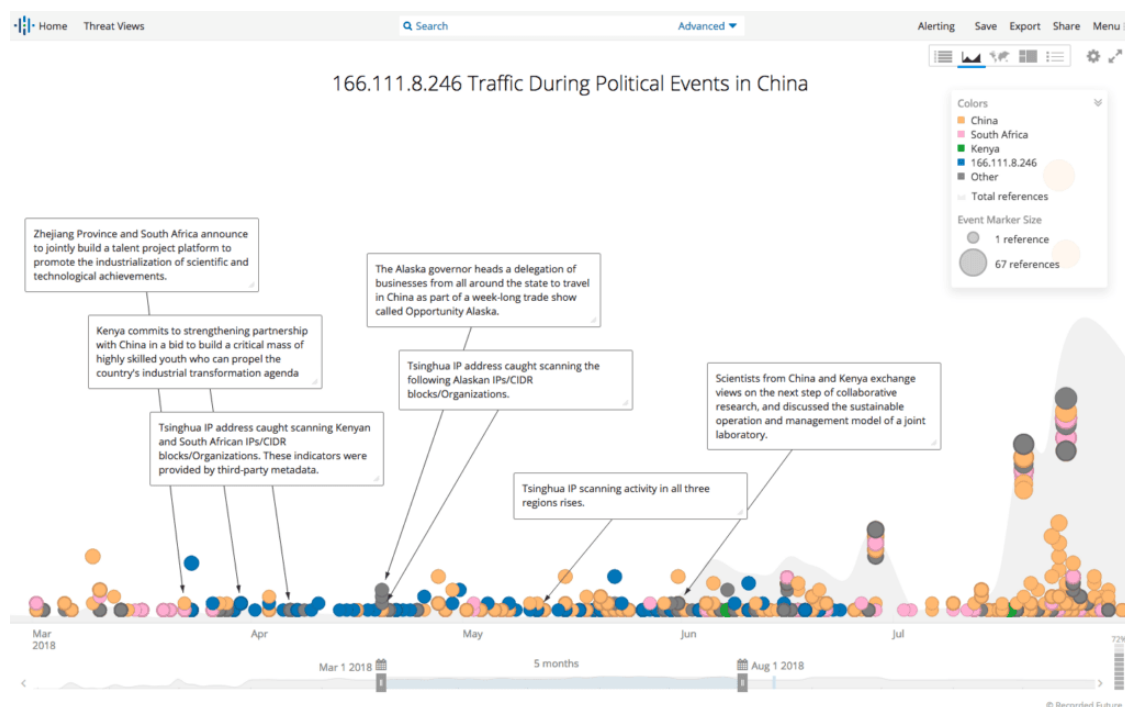 Home Threat Views Search Advanced Alerting Save Export Share Menu
166.111.8.246 Traffic During Political Events in China
Colors
China
South Africa
Kenya
166.111.8.246
Other
Total references
Event Marker Size
1 reference
67 references
Zhejiang Province and South Africa announce
to jointly build a talent project platform to
promote the industrialization of scientific and
technological achievements.
Kenya commits to strengthening partnership
with China in a bid to build a critical mass of
highly skilled youth who can propel the
country's industrial transformation agenda
Tsinghua IP address caught scanning Kenyan
and South African IPs/CIDR
blocks/Organizations. These indicators were
provided by third-party metadata.
The Alaska governor heads a delegation of
businesses from all around the state to travel
in China as part of a week-long trade show
called Opportunity Alaska.
Tsinghua IP address caught scanning the
following Alaskan IPs/CIDR
blocks/Organizations.
Tsinghua IP scanning activity in all three
regions rises.
Scientists from China and Kenya exchange
views on the next step of collaborative
research, and discussed the sustainable
operation and management model of a joint
laboratory.
Mar Apr May Jun Jul
2018
72%
Mar 1 2018 5 months Aug 1 2018
© Recorded Future